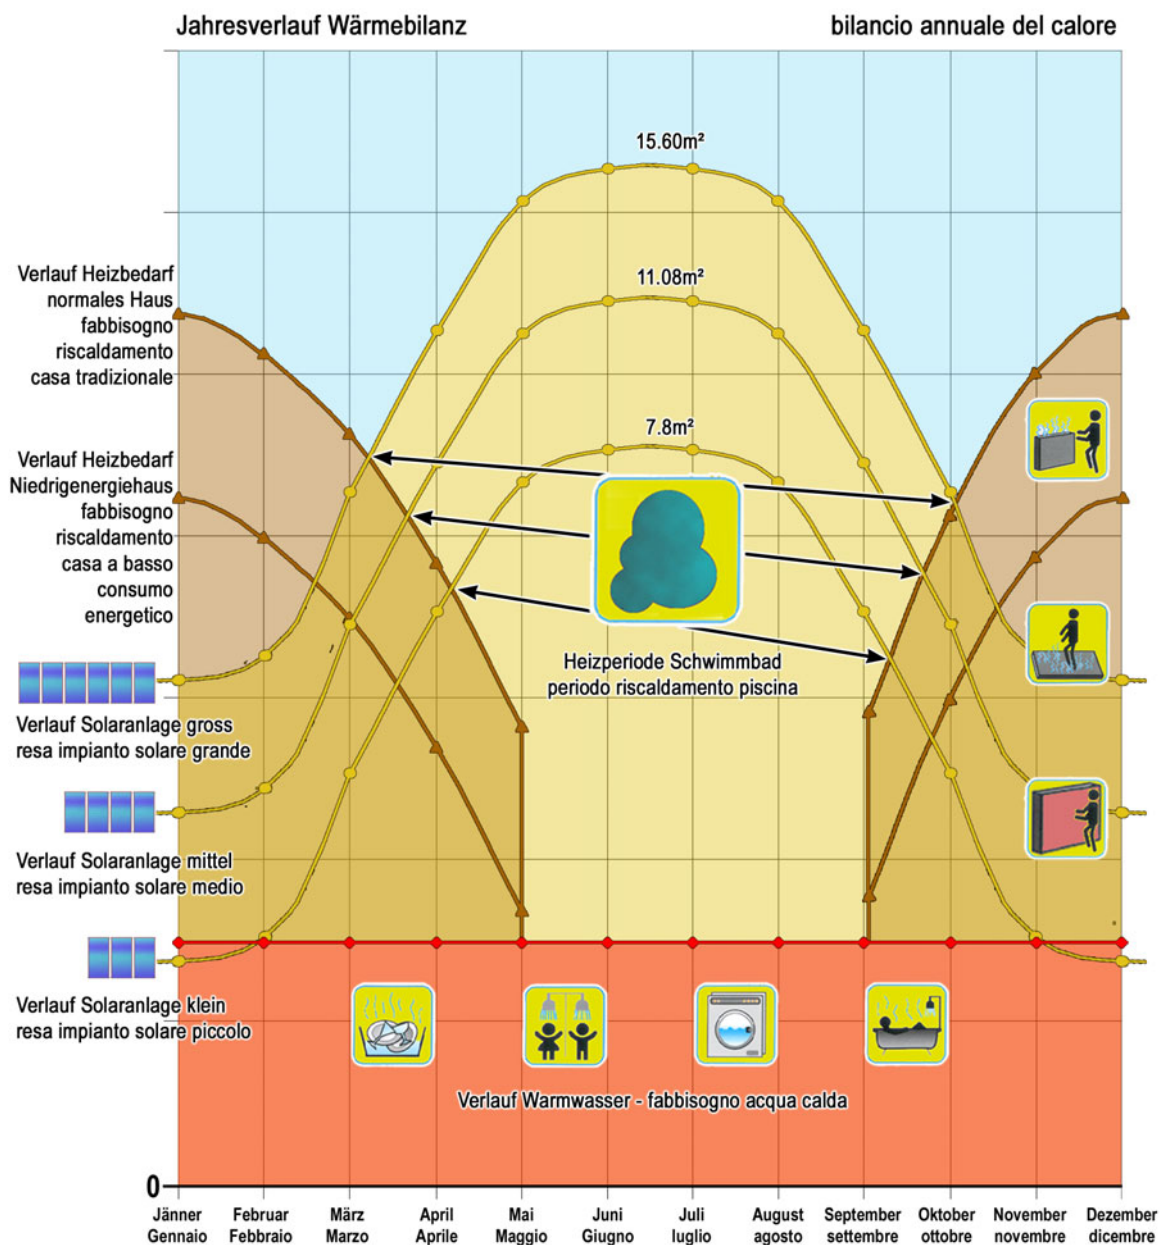 Jahresverlauf Wärmebilanz
bilancio annuale del calore
15.60m²
11.08m²
7.8m²
Verlauf Heizbedarf
normales Haus
fabbisogno
riscaldamento
casa tradizionale
Verlauf Heizbedarf
Niedrigenergiehaus
fabbisogno
riscaldamento
casa a basso
consumo
energetico
Heizperiode Schwimmbad
periodo riscaldamento piscina
Verlauf Solaranlage gross
resa impianto solare grande
Verlauf Solaranlage mittel
resa impianto solare medio
Verlauf Solaranlage klein
resa impianto solare piccolo
Verlauf Warmwasser - fabbisogno acqua calda
0
Jänner Februar März April Mai Juni Juli August September Oktober November Dezember
Gennaio Febbraio Marzo Aprile Maggio Giugno luglio agosto settembre ottobre novembre dicembre